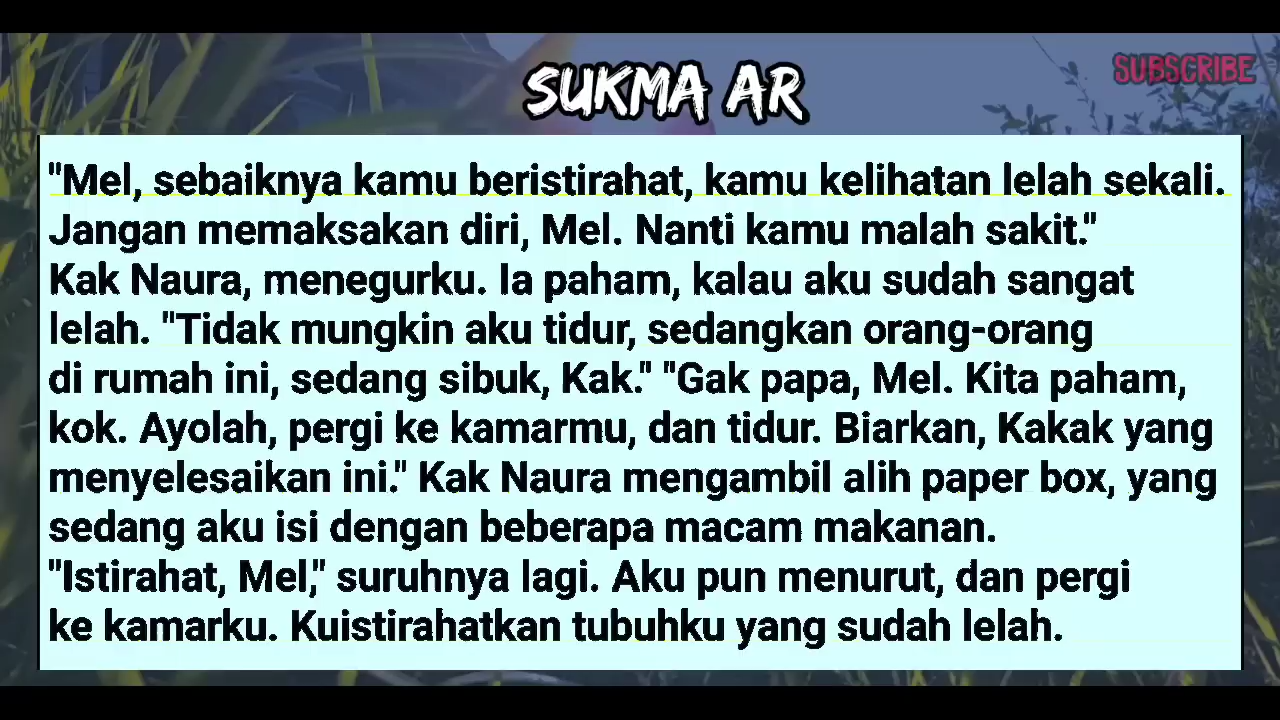 SUKMA AR
SUBSCRIBE
"Mel, sebaiknya kamu beristirahat, kamu kelihatan lelah sekali.
Jangan memaksakan diri, Mel. Nanti kamu malah sakit."
Kak Naura, menegurku. Ia paham, kalau aku sudah sangat
lelah. "Tidak mungkin aku tidur, sedangkan orang-orang
di rumah ini, sedang sibuk, Kak." "Gak papa, Mel. Kita paham,
kok. Ayolah, pergi ke kamarmu, dan tidur. Biarkan, Kakak yang
menyelesaikan ini." Kak Naura mengambil alih paper box, yang
sedang aku isi dengan beberapa macam makanan.
"Istirahat, Mel," suruhnya lagi. Aku pun menurut, dan pergi
ke kamarku. Kuistirahatkan tubuhku yang sudah lelah.